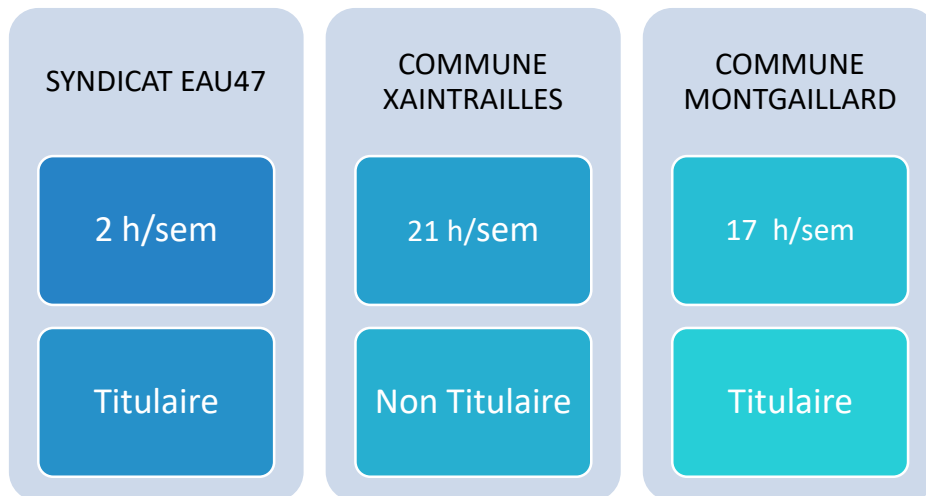 SYNDICAT EAU47
2 h/sem
Titulaire
COMMUNE
XAINTRAILLES
21 h/sem
Non Titulaire
COMMUNE
MONTGAILLARD
17 h/sem
Titulaire